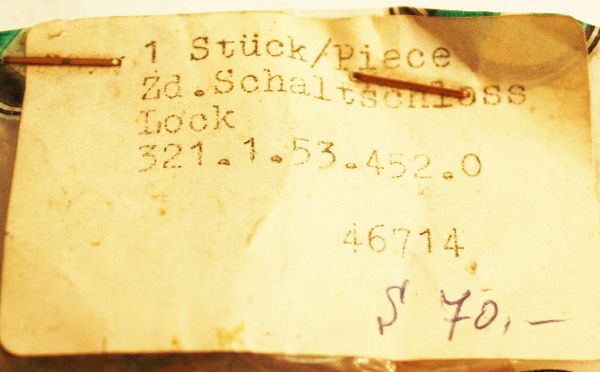 1 Stück/Piece
Zd.Schaltschloss
Lock
321.1.53.452.0
46714
S 70,—